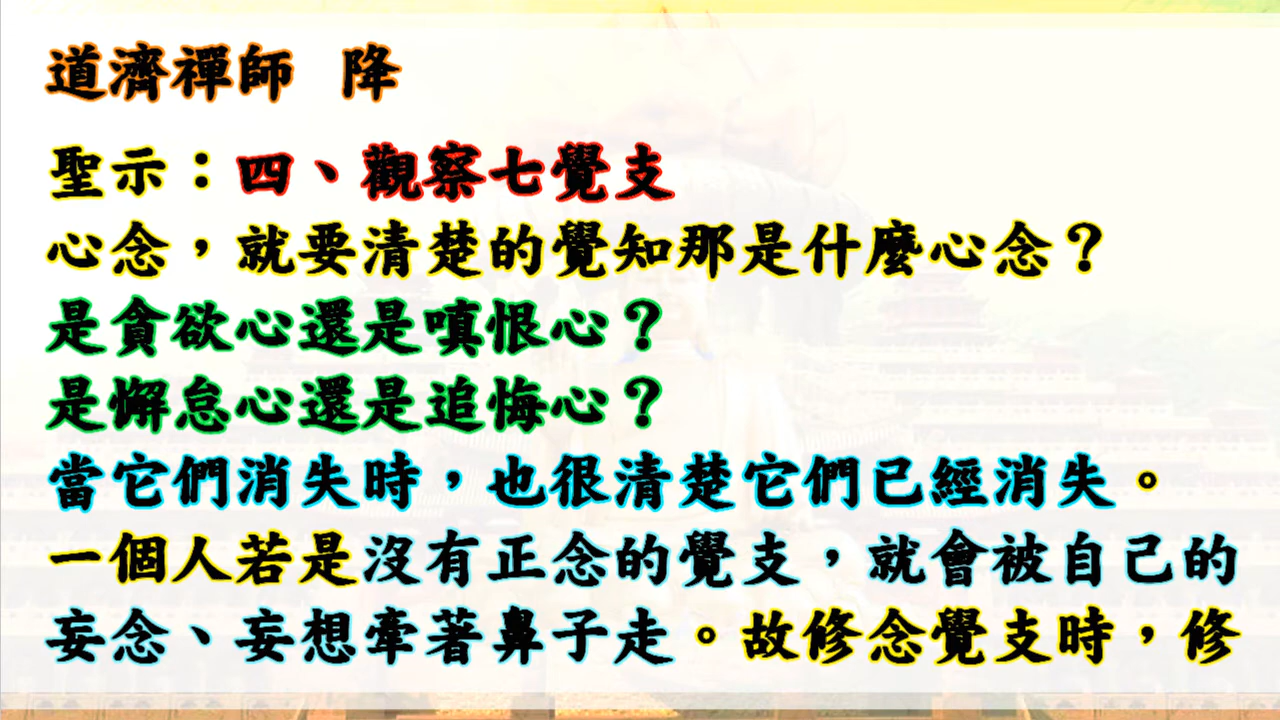 道濟禪師　降
聖示：四、觀察七覺支
心念，就要清楚的覺知那是什麼心念？
是貪欲心還是嗔恨心？
是懈怠心還是追悔心？
當它們消失時，也很清楚它們已經消失。
一個人若是沒有正念的覺支，就會被自己的
妄念、妄想牽著鼻子走。故修念覺支時，修